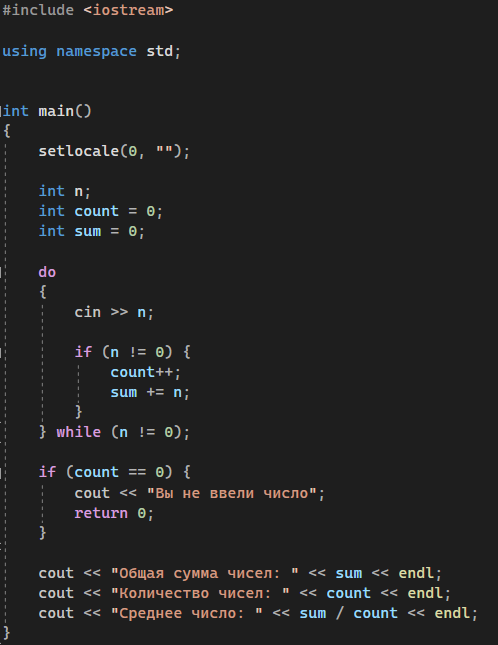 #include <iostream>
using namespace std;
int main()
{
setlocale(0, "");
int n;
int count = 0;
int sum = 0;
do
{
cin >> n;
if (n != 0) {
count++;
sum += n;
}
} while (n != 0);
if (count == 0) {
cout << "Вы не ввели число";
return 0;
}
cout << "Общая сумма чисел: " << sum << endl;
cout << "Количество чисел: " << count << endl;
cout << "Среднее число: " << sum / count << endl;
}